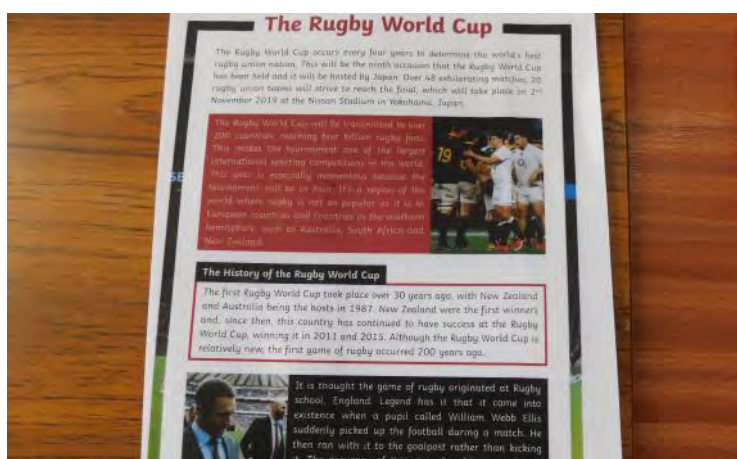 The Rugby World Cup
The Rugby World Cup occurs every four years to determine the world's best
rugby union nation. This will be the ninth occasion that the Rugby World Cup
has been held and it will be hosted by Japan. Over 48 exhilarating matches, 20
rugby union teams will strive to reach the final, which will take place on 2nd
November 2019 at the Nissan Stadium in Yokohama, Japan.
The Rugby World Cup will be transmitted to over
200 countries, reaching four billion rugby fans.
This makes the tournament one of the largest
international sporting competitions in the world.
This year is especially momentous because the
tournament will be in Asia. It's a region of the
world where rugby is not as popular as it is in
European countries and countries in the southern
hemisphere, such as Australia, South Africa and
New Zealand.
19
O2
SE
The History of the Rugby World Cup
The first Rugby World Cup took place over 30 years ago, with New Zealand
and Australia being the hosts in 1987. New Zealand were the first winners
and, since then, this country has continued to have success at the Rugby
World Cup, winning it in 2011 and 2015. Although the Rugby World Cup is
relatively new, the first game of rugby occurred 200 years ago.
It is thought the game of rugby originated at Rugby
school, England. Legend has it that it came into
existence when a pupil called William Webb Ellis
suddenly picked up the football during a match. He
then ran with it to the goalpost rather than kicking
it. The accuracy of this